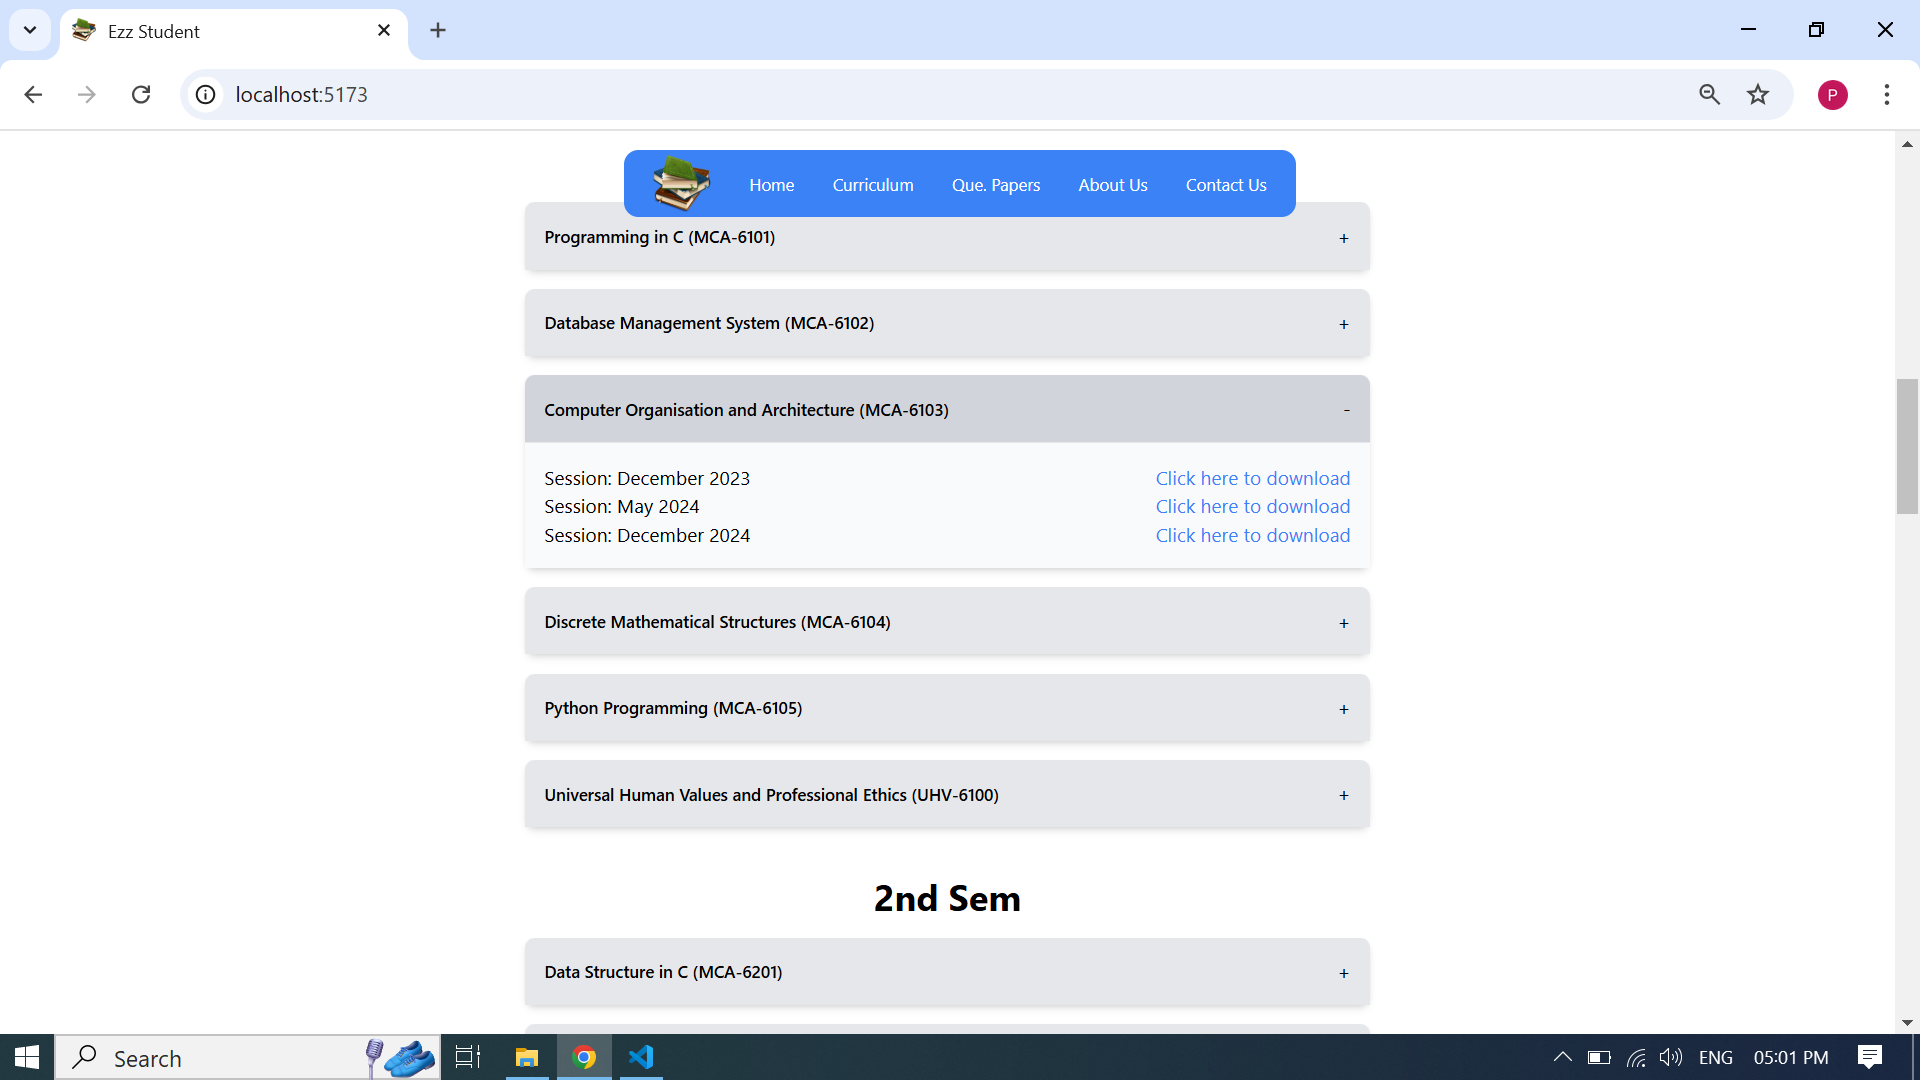 Ezz Student
localhost:5173
P
Home Curriculum Que. Papers About Us Contact Us
Programming in C (MCA-6101) +
Database Management System (MCA-6102) +
Computer Organisation and Architecture (MCA-6103) -
Session: December 2023 Click here to download
Session: May 2024 Click here to download
Session: December 2024 Click here to download
Discrete Mathematical Structures (MCA-6104) +
Python Programming (MCA-6105) +
Universal Human Values and Professional Ethics (UHV-6100) +
2nd Sem
Data Structure in C (MCA-6201) +
Search ENG 05:01 PM